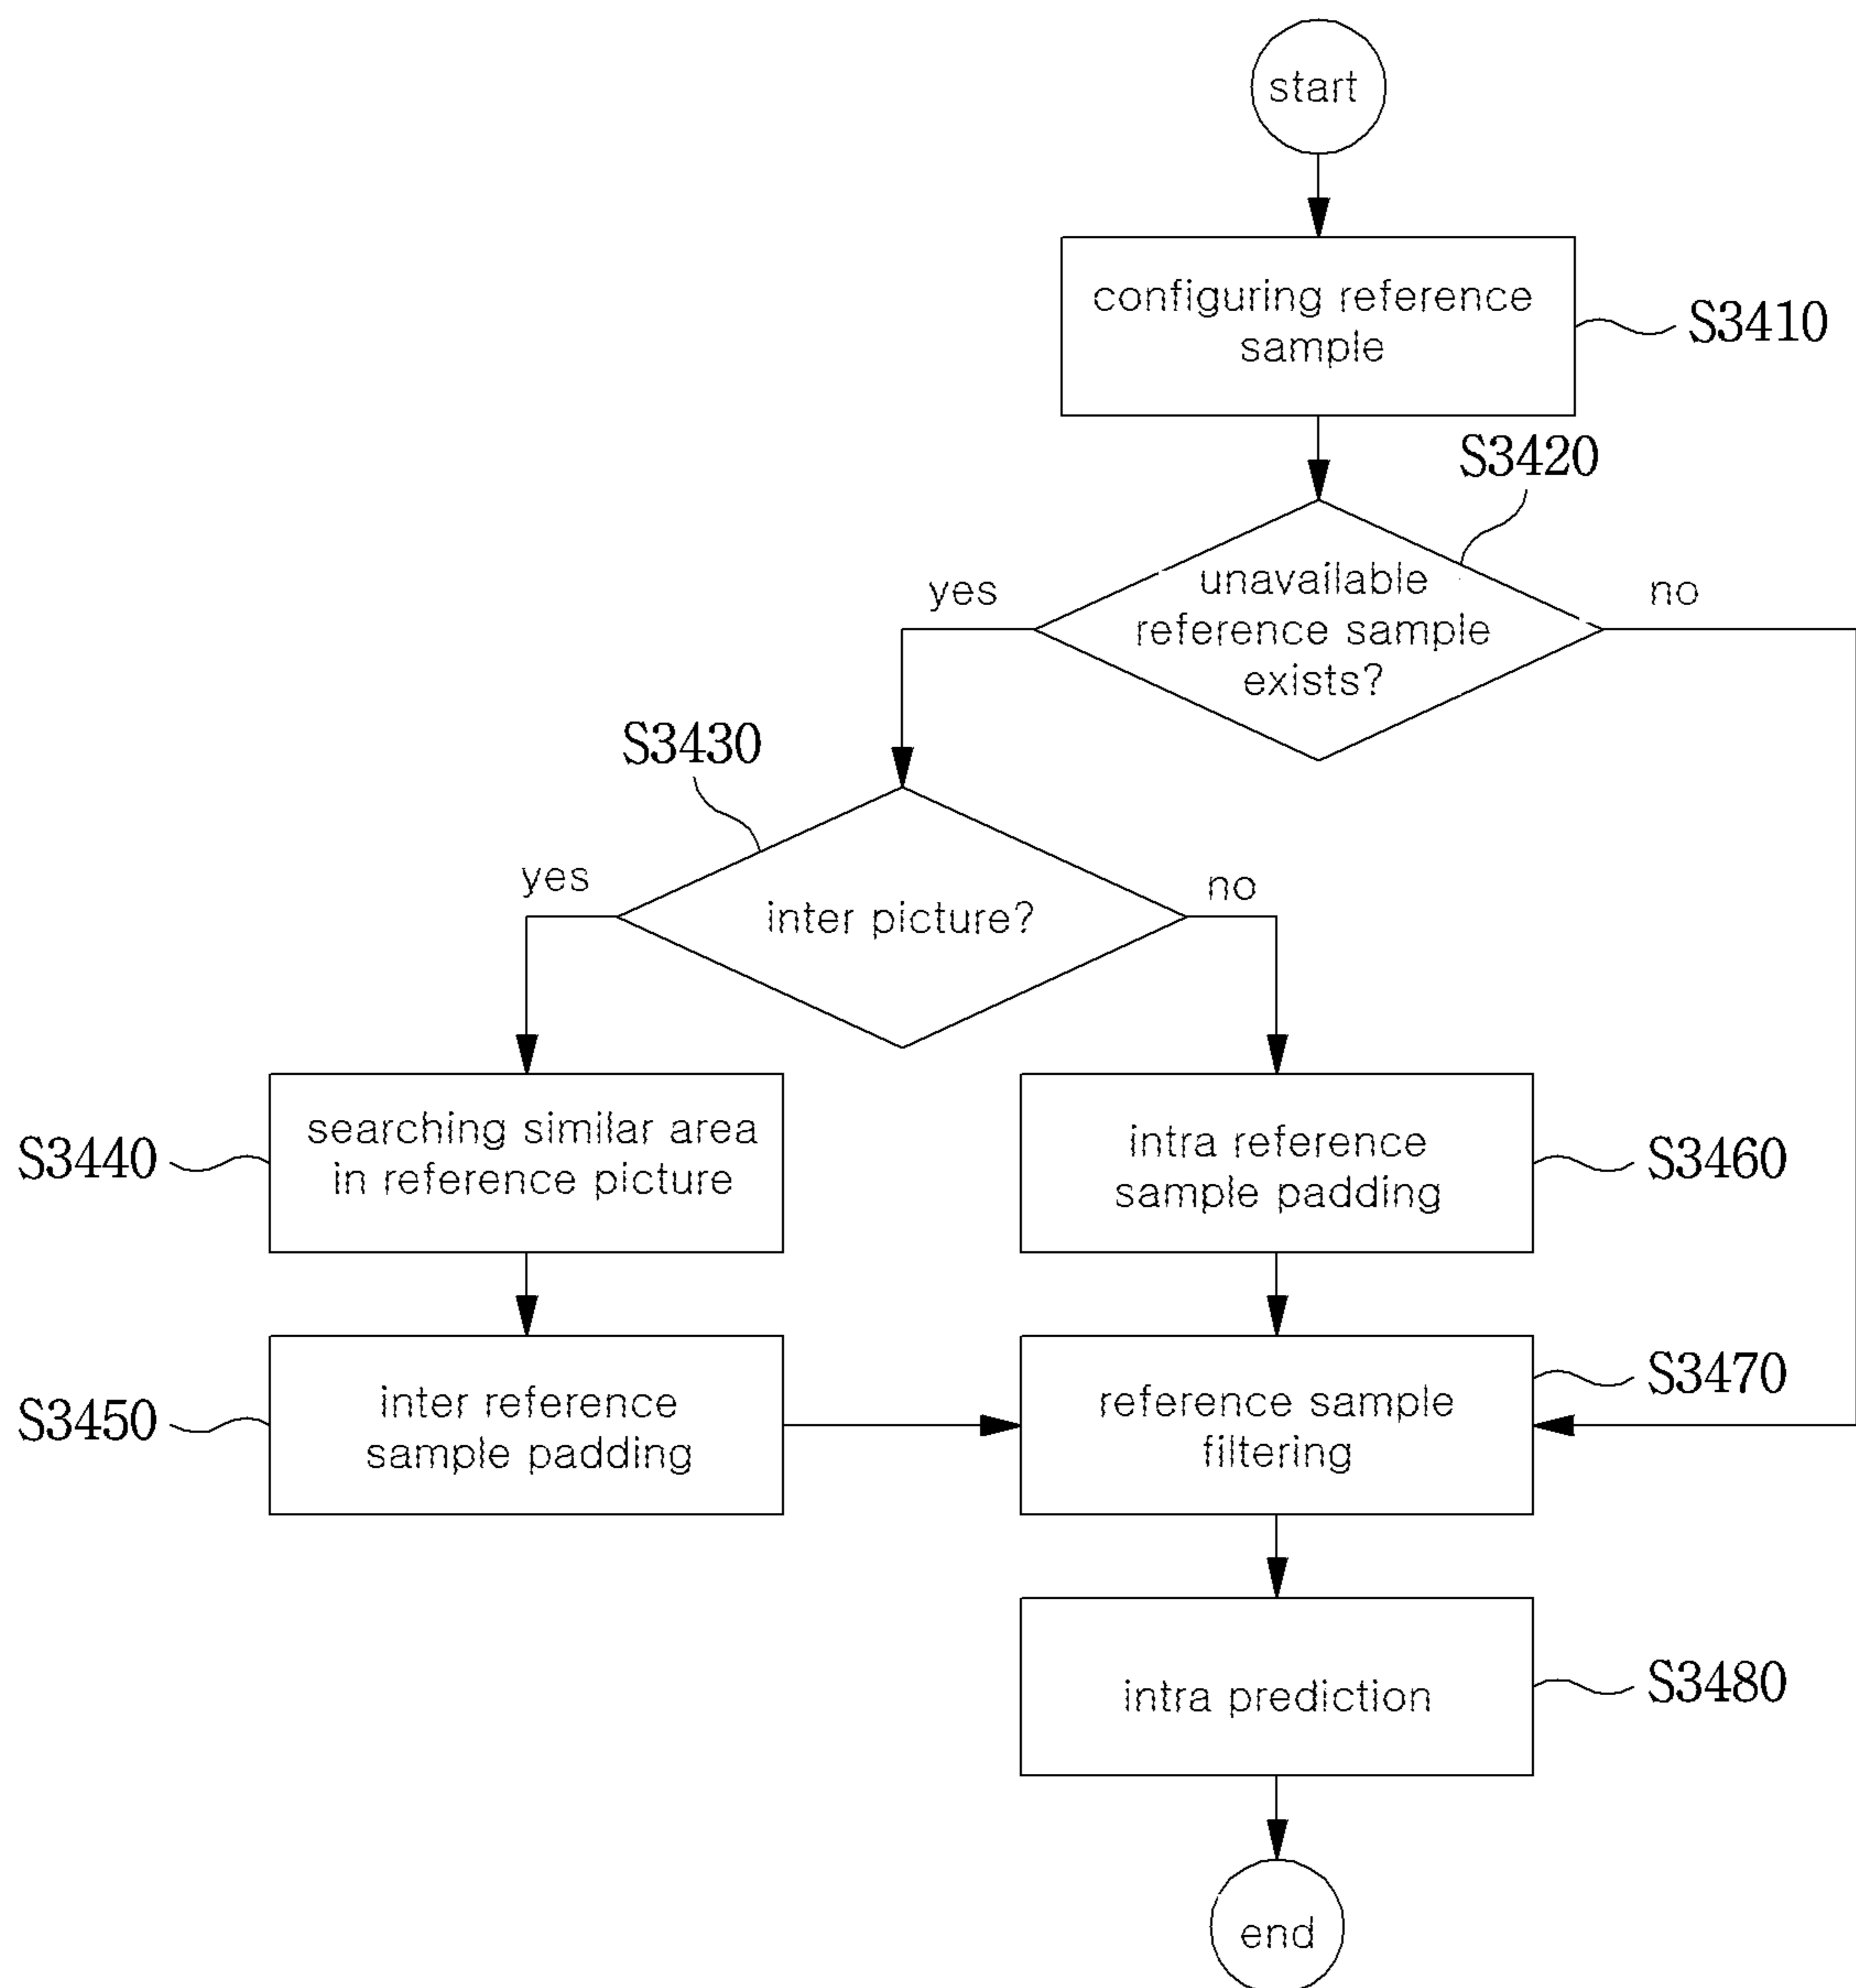 start
configuring reference
sample
S3410
S3420
unavailable
reference sample
exists?
yes
no
S3430
inter picture?
yes
no
S3440
searching similar area
in reference picture
intra reference
sample padding
S3460
S3450
inter reference
sample padding
reference sample
filtering
S3470
intra prediction
S3480
end